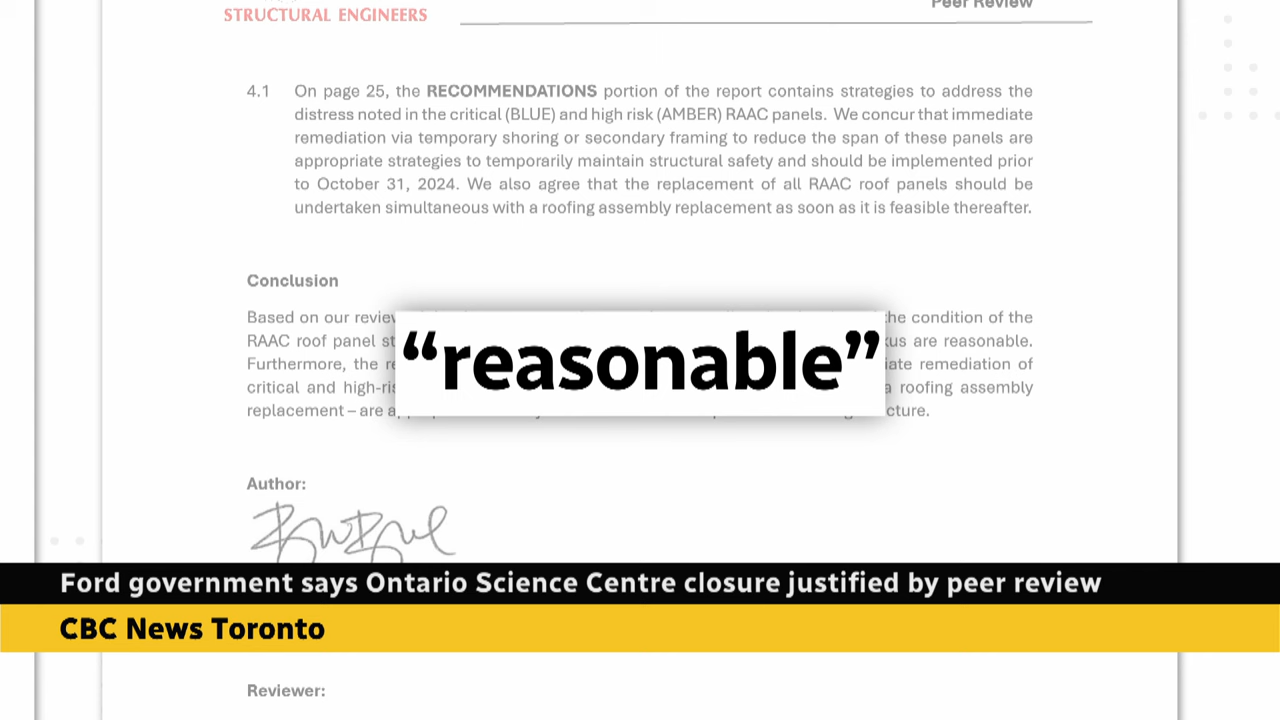 STRUCTURAL ENGINEERS
Peer Review
4.1 On page 25, the RECOMMENDATIONS portion of the report contains strategies to address the
distress noted in the critical (BLUE) and high risk (AMBER) RAAC panels. We concur that immediate
remediation via temporary shoring or secondary framing to reduce the span of these panels are
appropriate strategies to temporarily maintain structural safety and should be implemented prior
to October 31, 2024. We also agree that the replacement of all RAAC roof panels should be
undertaken simultaneous with a roofing assembly replacement as soon as it is feasible thereafter.
Conclusion
Based on our the condition of the
RAAC roof panel are reasonable.
Furthermore, the remediation of
critical and a roofing assembly
replacement – are
“reasonable”
Author:
Ford government says Ontario Science Centre closure justified by peer review
CBC News Toronto
Reviewer: